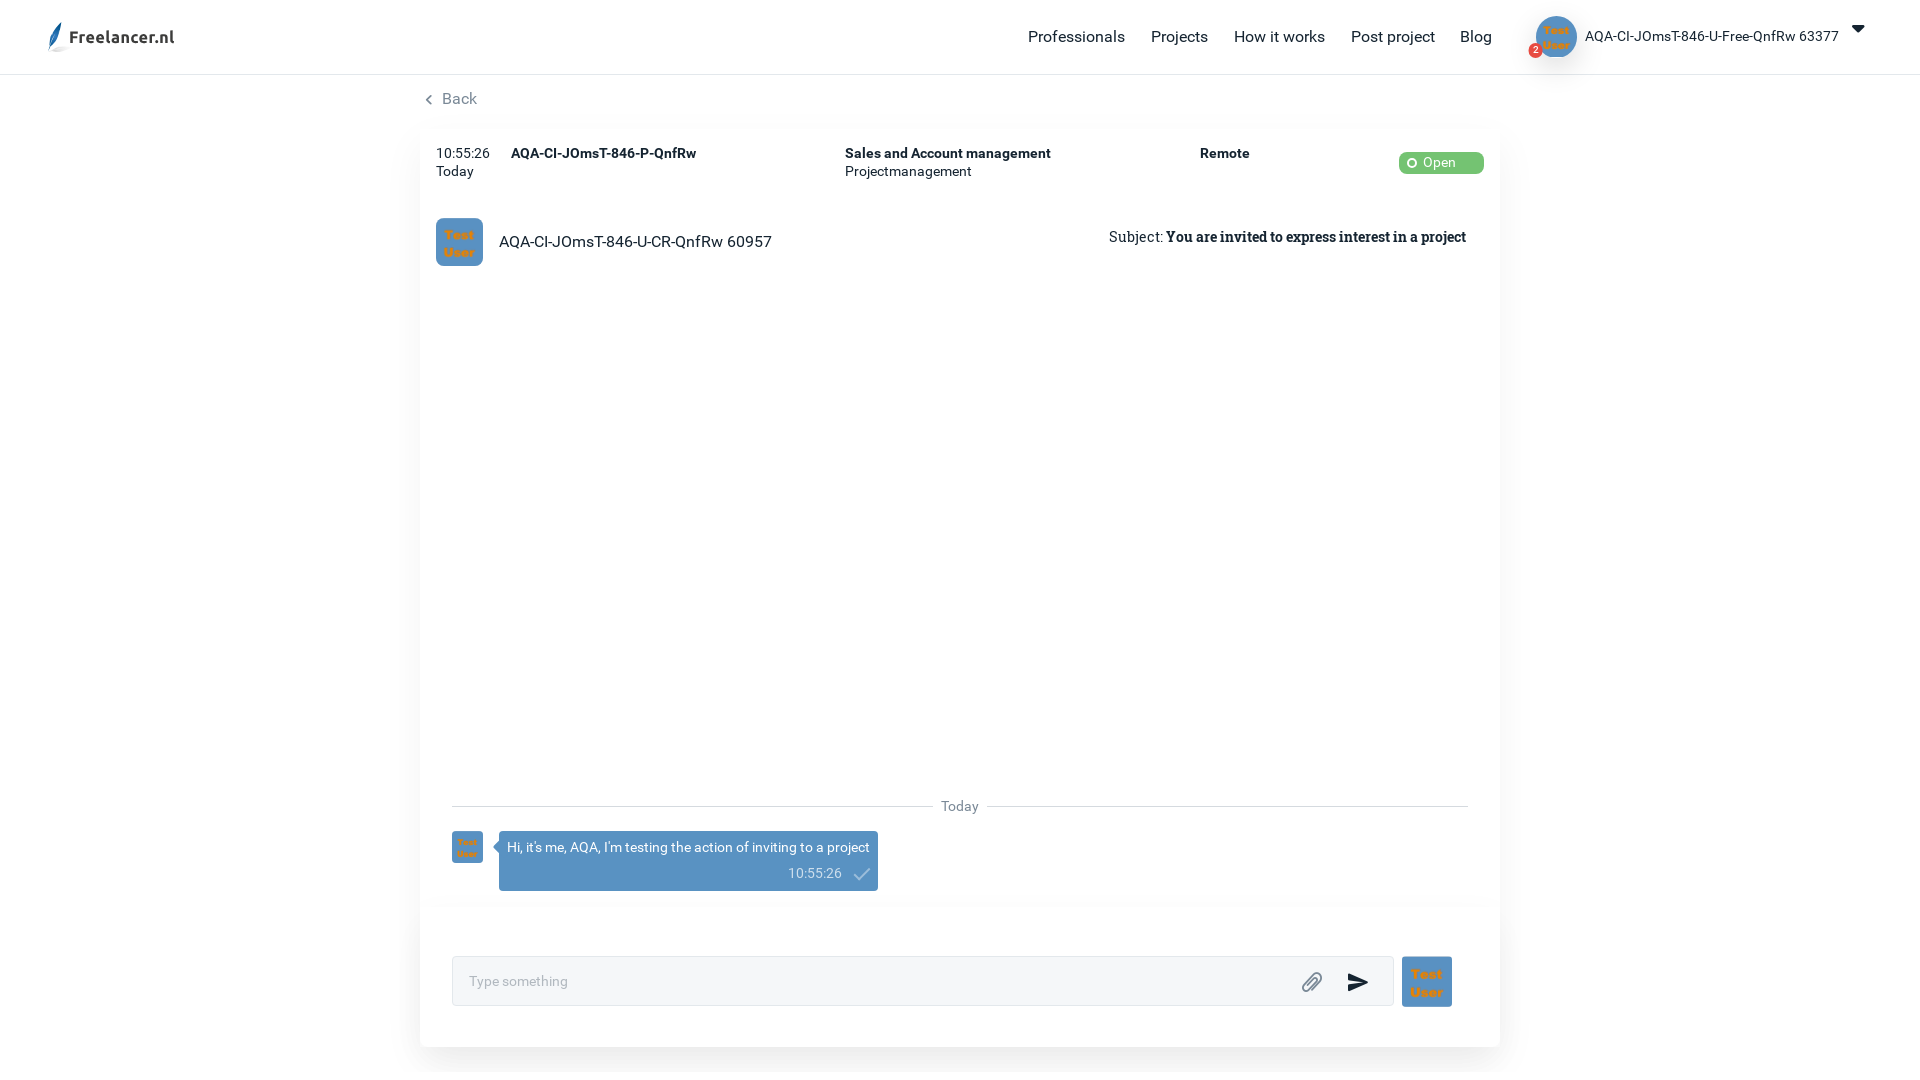 Freelancer.nl
Professionals Projects How it works Post project Blog
Test User
2
AQA-CI-JOmsT-846-U-Free-QnfRw 63377
Back
10:55:26 AQA-CI-JOmsT-846-P-QnfRw Sales and Account management Remote
Today Projectmanagement
Open
Test
User
AQA-CI-JOmsT-846-U-CR-QnfRw 60957
Subject: You are invited to express interest in a project
Today
Test
User
Hi, it's me, AQA, I'm testing the action of inviting to a project
10:55:26
Type something
Test
User